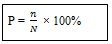 P = n/N × 100%